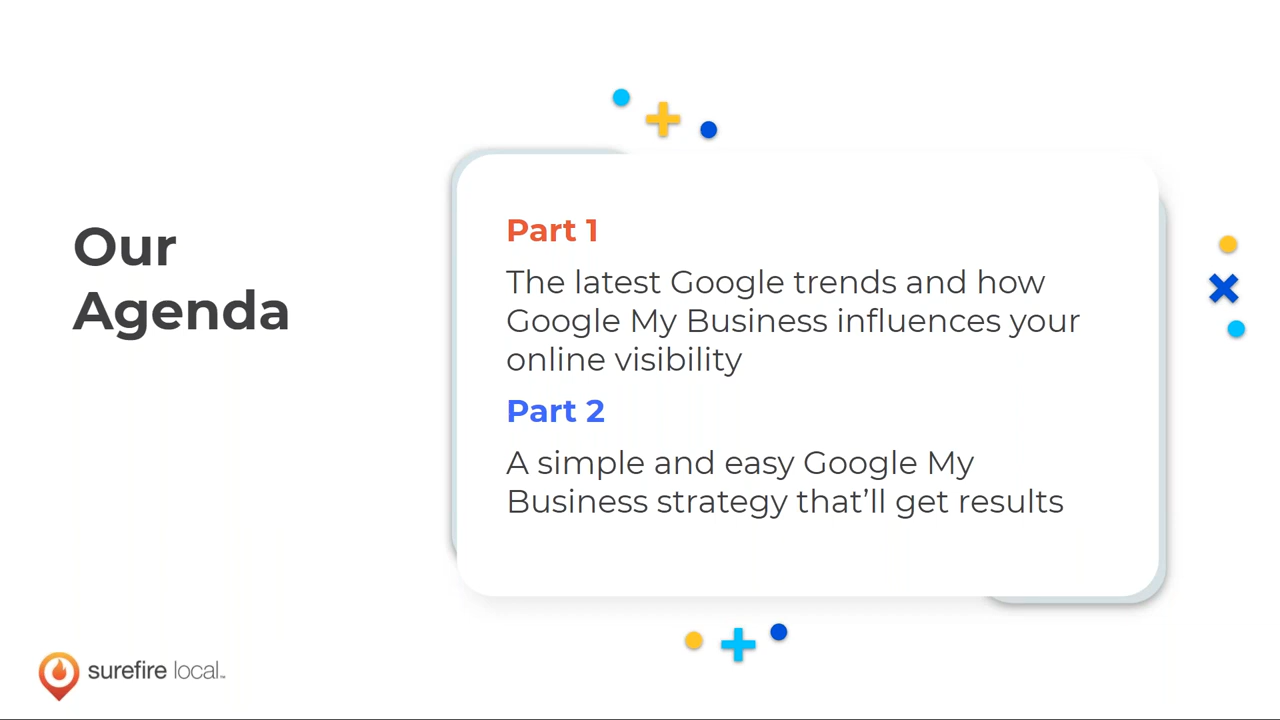 Our
Agenda
Part 1
The latest Google trends and how
Google My Business influences your
online visibility
Part 2
A simple and easy Google My
Business strategy that’ll get results
surefire local™